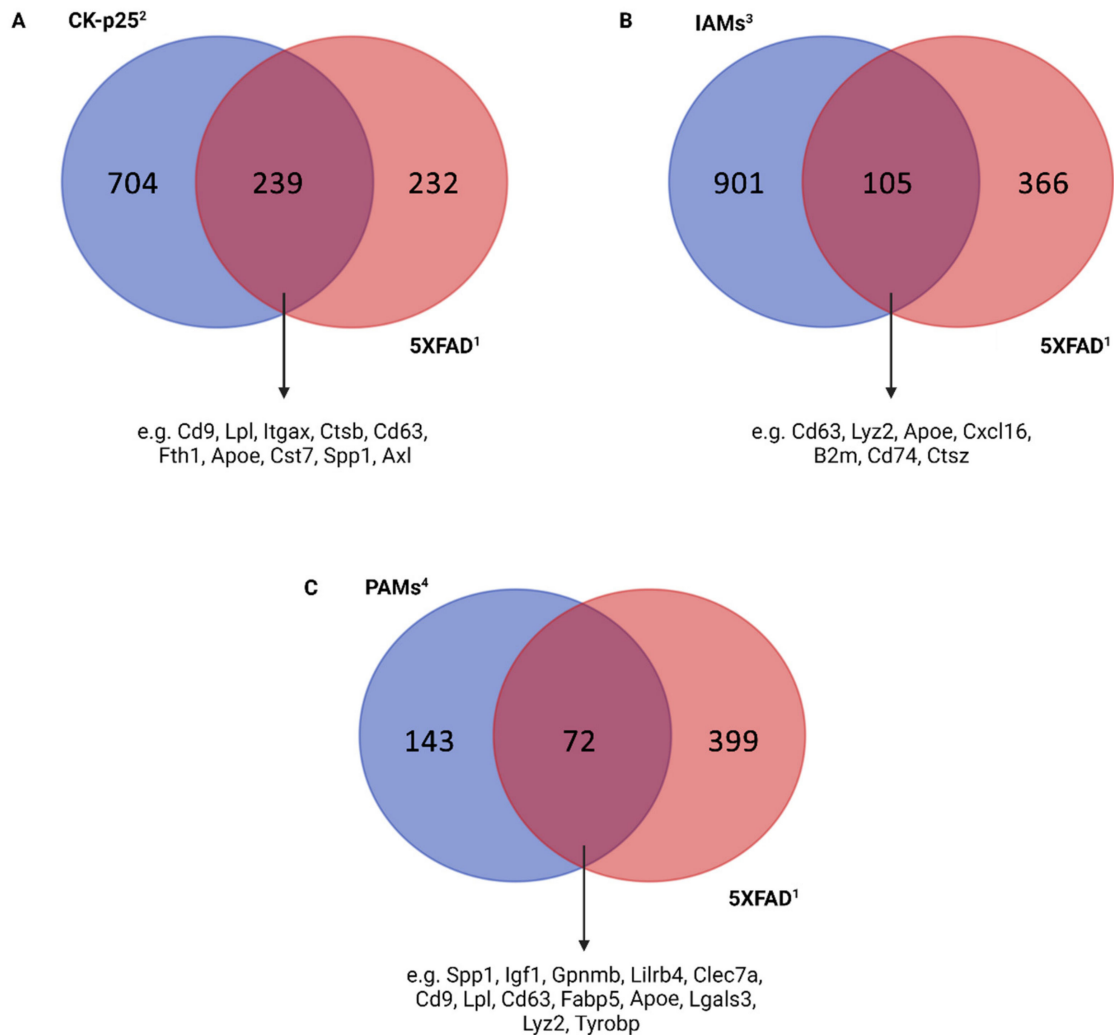 A CK-p25²
704 239 232
5XFAD¹
e.g. Cd9, Lpl, Itgax, Ctsb, Cd63,
Fth1, Apoe, Cst7, Spp1, Axl
B IAMs³
901 105 366
5XFAD¹
e.g. Cd63, Lyz2, Apoe, Cxcl16,
B2m, Cd74, Ctsz
C PAMs⁴
143 72 399
5XFAD¹
e.g. Spp1, Igf1, Gpnmb, Lilrb4, Clec7a,
Cd9, Lpl, Cd63, Fabp5, Apoe, Lgals3,
Lyz2, Tyrobp